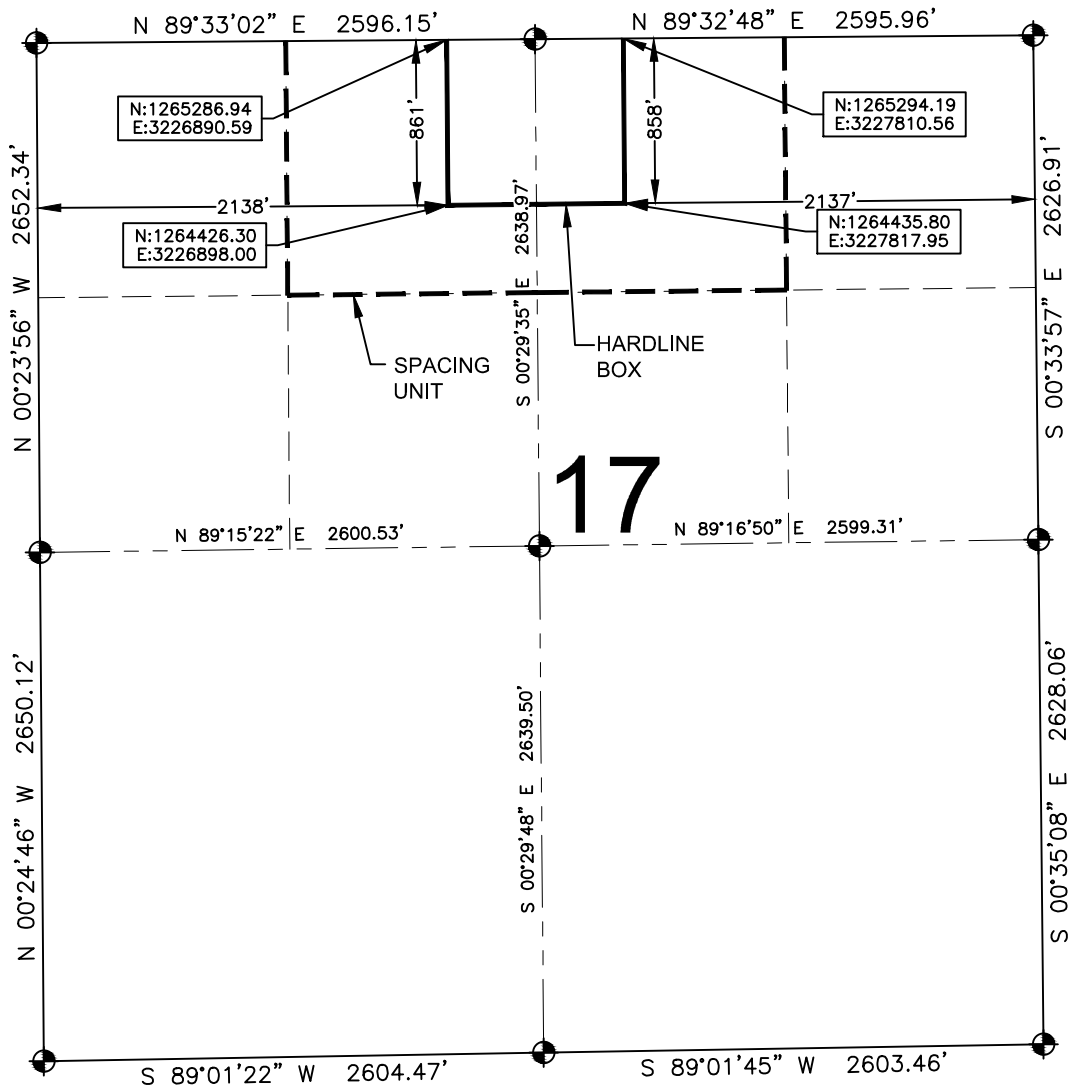 N 89°33'02” E 2596.15'
N 89°32'48” E 2595.96'
N:1265286.94
E:3226890.59
861'
858'
N:1265294.19
E:3227810.56
N 00°23'56” W 2652.34'
S 00°33'57” E 2626.91'
2138'
2137'
N:1264426.30
E:3226898.00
N:1264435.80
E:3227817.95
S 00°29'35” E 2638.97'
SPACING
UNIT
HARDLINE
BOX
17
N 89°15'22” E 2600.53'
N 89°16'50” E 2599.31'
N 00°24'46” W 2650.12'
S 00°29'48” E 2639.50'
S 00°35'08” E 2628.06'
S 89°01'22” W 2604.47'
S 89°01'45” W 2603.46'